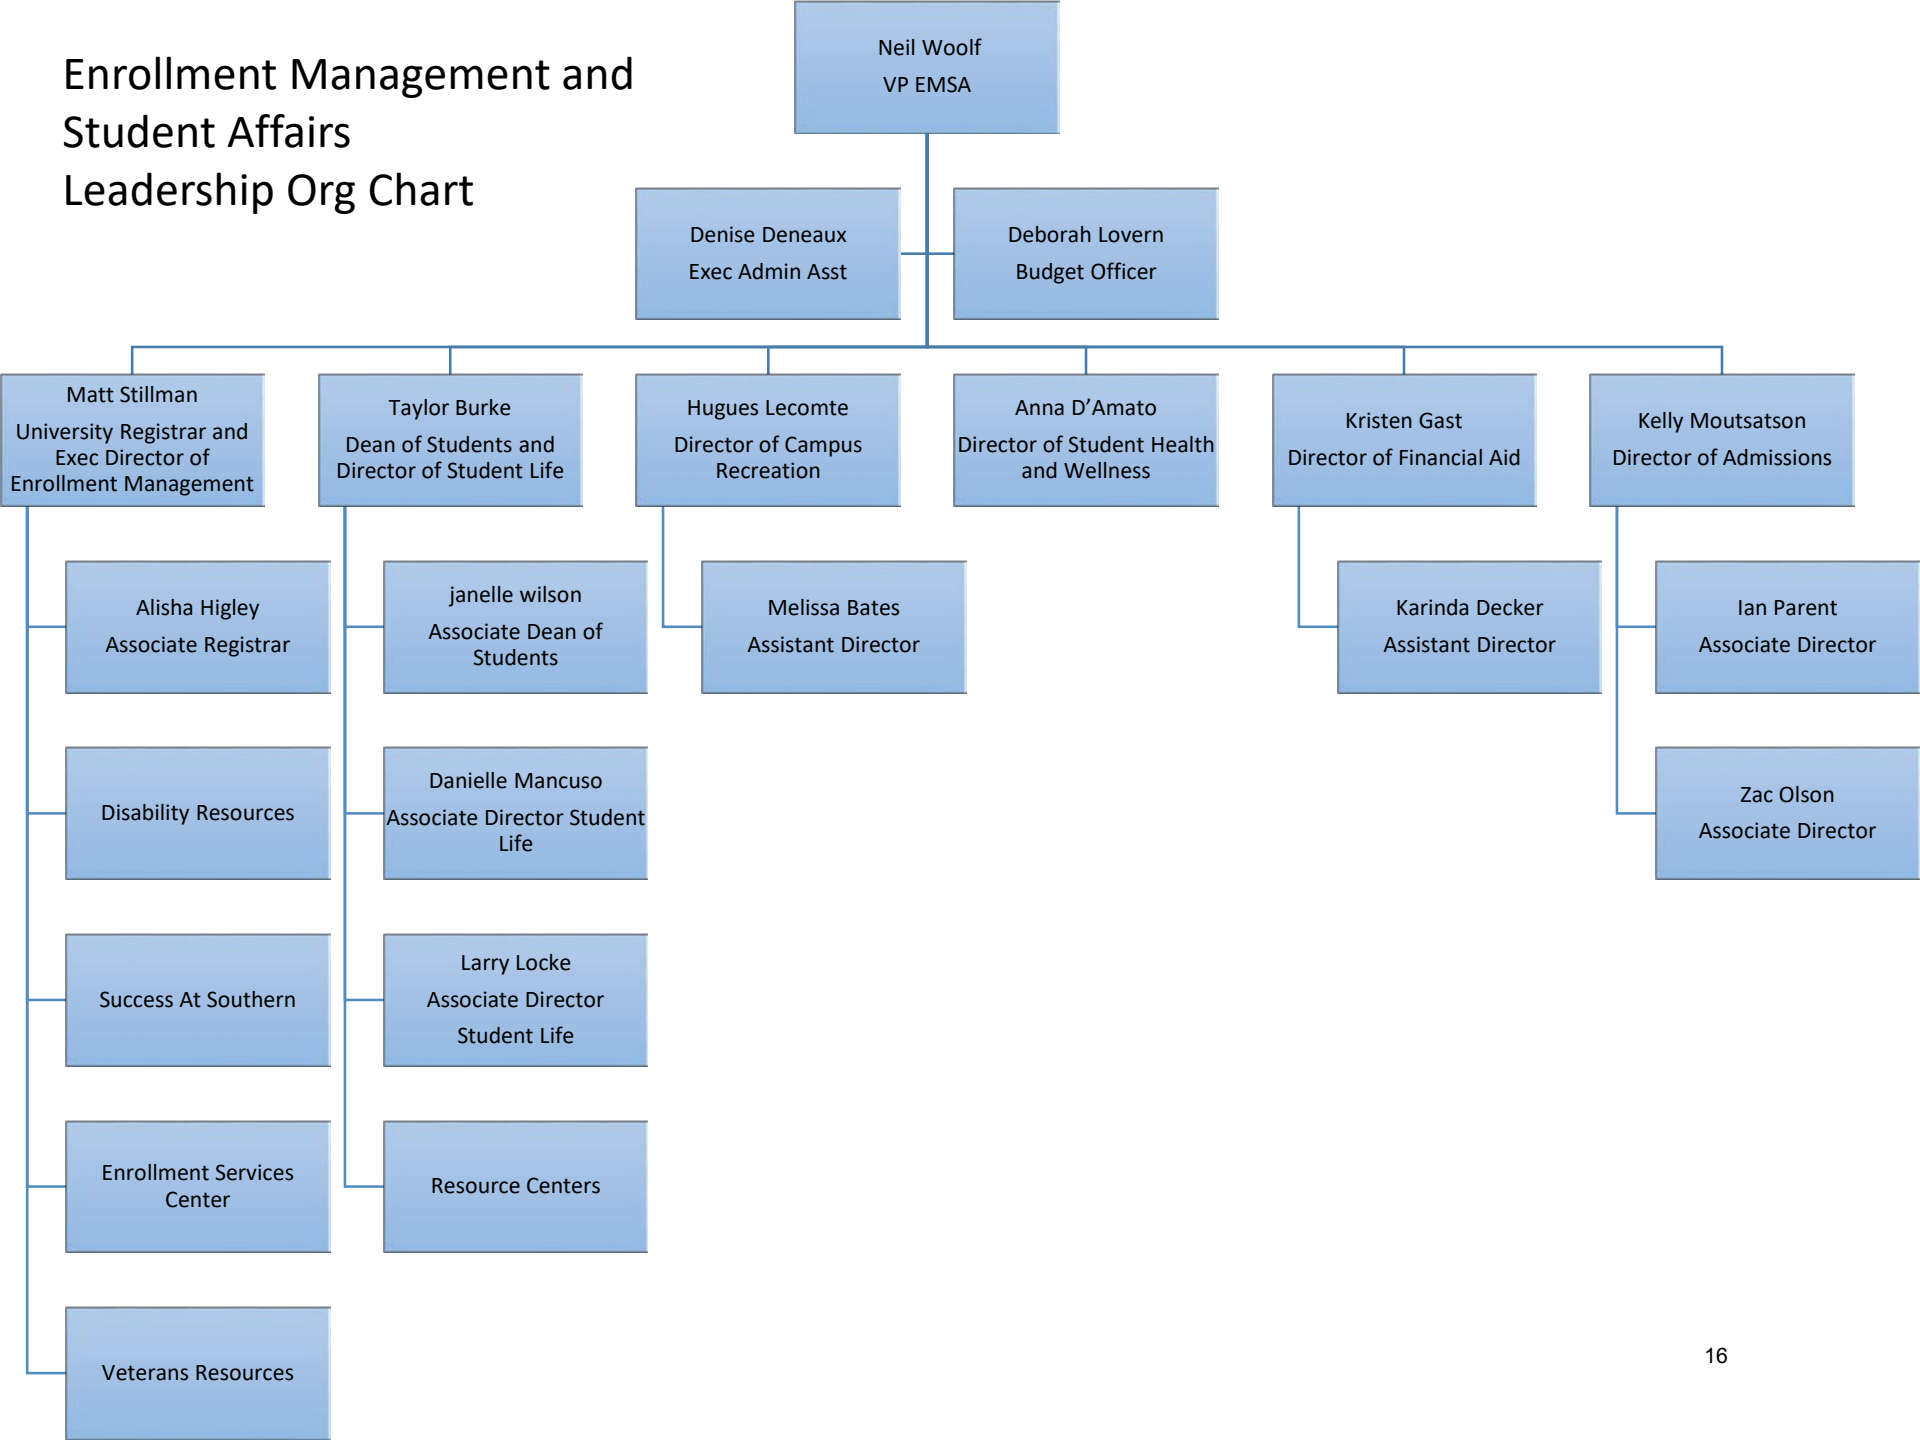 Enrollment Management and
Student Affairs
Leadership Org Chart
Neil Woolf
VP EMSA
Denise Deneaux
Exec Admin Asst
Deborah Lovern
Budget Officer
Matt Stillman
University Registrar and
Exec Director of
Enrollment Management
Taylor Burke
Dean of Students and
Director of Student Life
Hugues Lecomte
Director of Campus
Recreation
Anna D’Amato
Director of Student Health
and Wellness
Kristen Gast
Director of Financial Aid
Kelly Moutsatson
Director of Admissions
Alisha Higley
Associate Registrar
janelle wilson
Associate Dean of
Students
Melissa Bates
Assistant Director
Karinda Decker
Assistant Director
Ian Parent
Associate Director
Disability Resources
Danielle Mancuso
Associate Director Student
Life
Zac Olson
Associate Director
Success At Southern
Larry Locke
Associate Director
Student Life
Enrollment Services
Center
Resource Centers
Veterans Resources
16